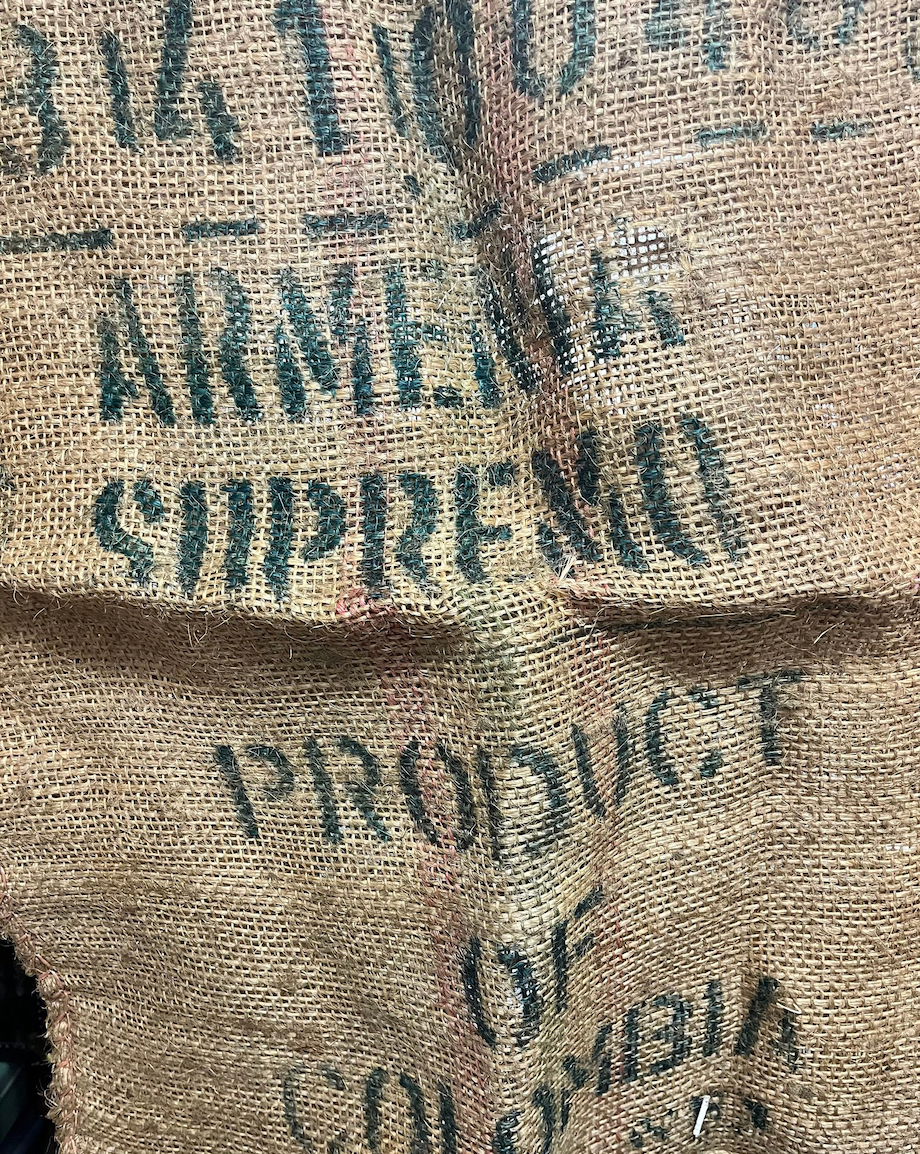 ARMENIA
SUPREMO
PRODUCT
OF
COLOMBIA